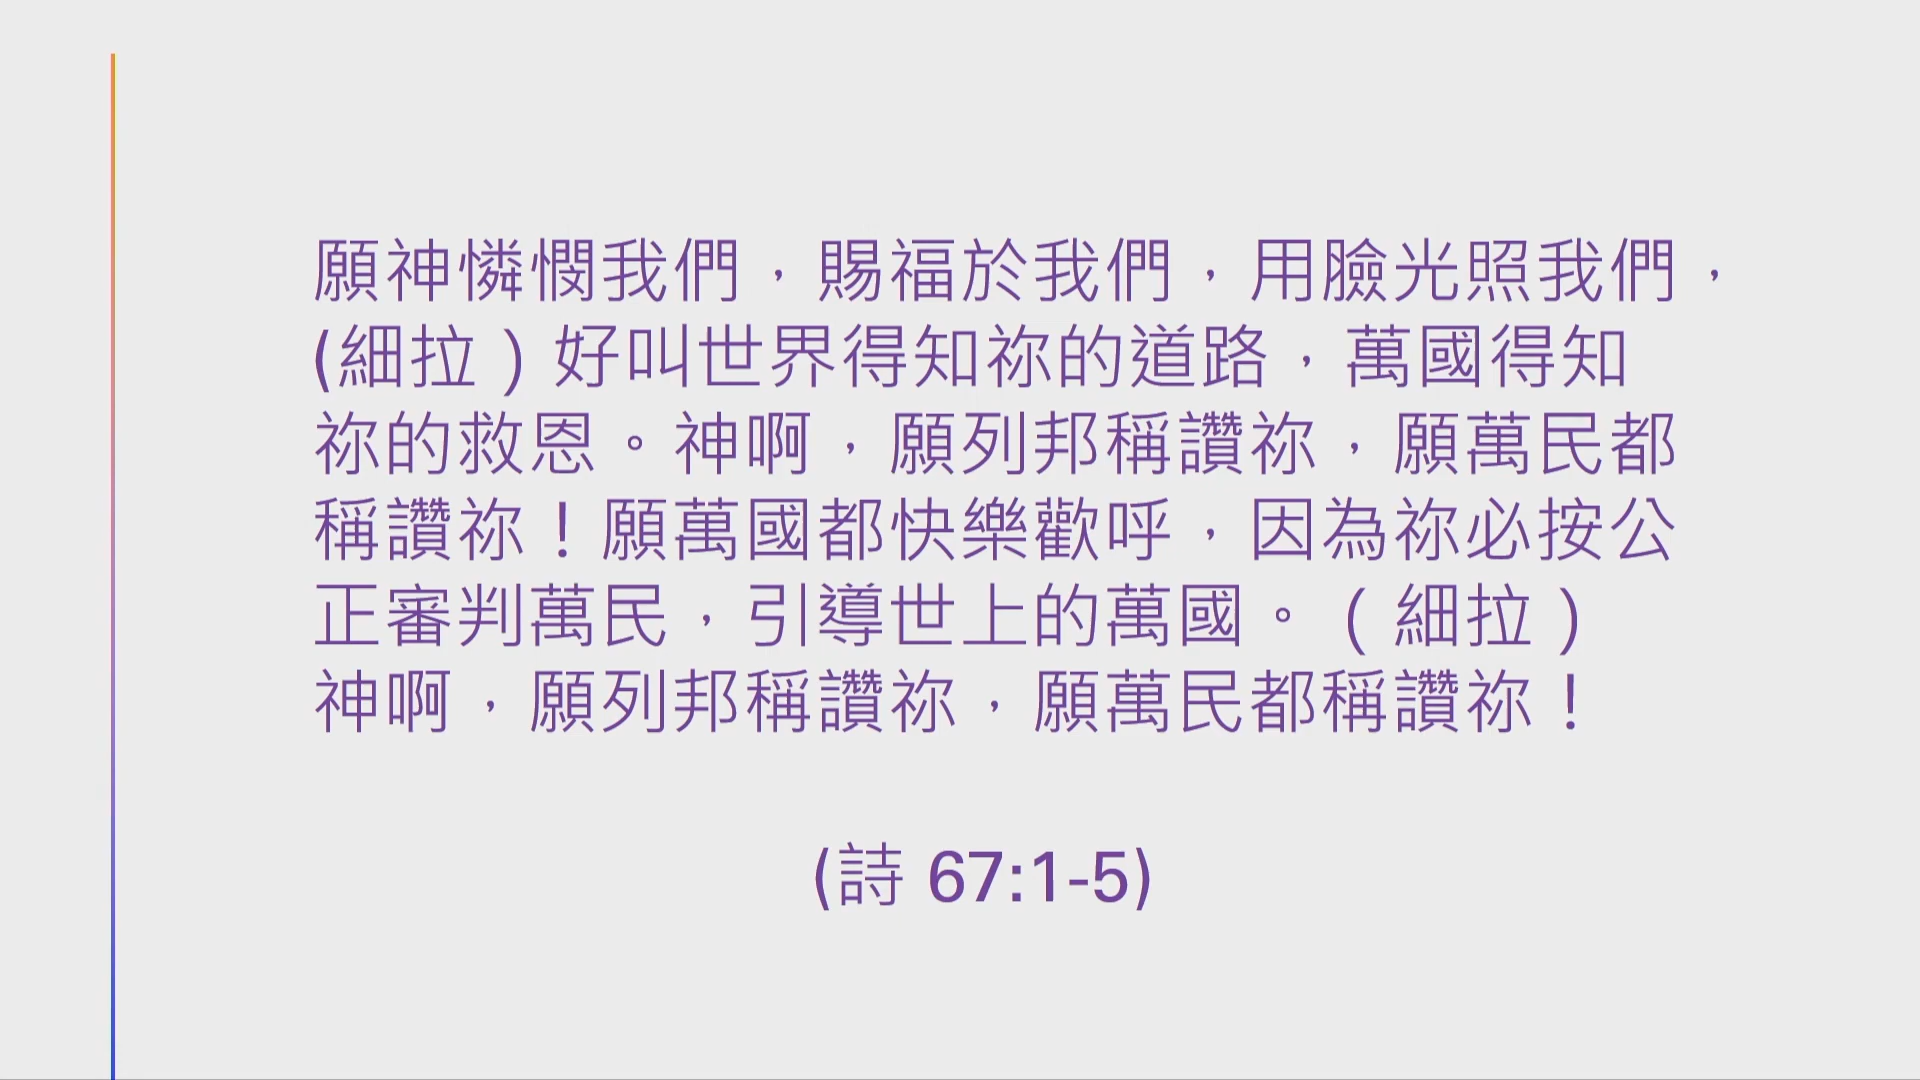 願神憐憫我們，賜福於我們，用臉光照我們，
(細拉）好叫世界得知祢的道路，萬國得知
祢的救恩。神啊，願列邦稱讚祢，願萬民都
稱讚祢！願萬國都快樂歡呼，因為祢必按公
正審判萬民，引導世上的萬國。（細拉）
神啊，願列邦稱讚祢，願萬民都稱讚祢！
(詩 67:1-5)